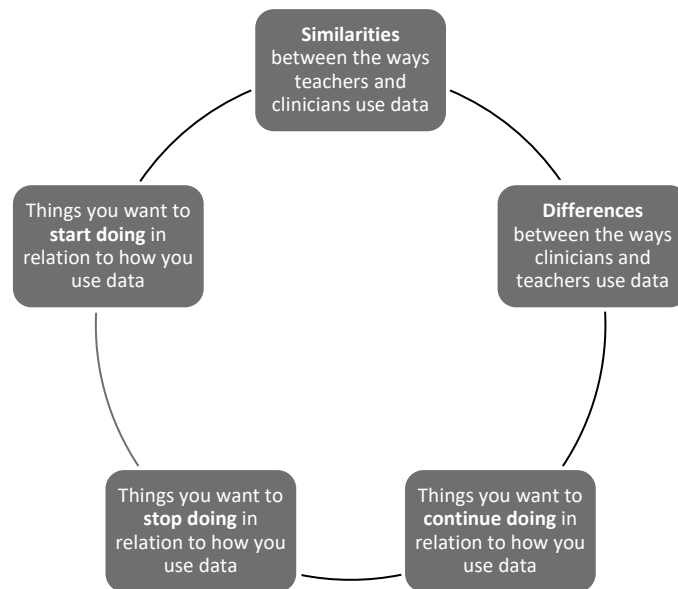 Similarities
between the ways
teachers and
clinicians use data
Differences
between the ways
clinicians and
teachers use data
Things you want to
continue doing in
relation to how you
use data
Things you want to
stop doing in
relation to how you
use data
Things you want to
start doing in
relation to how you
use data